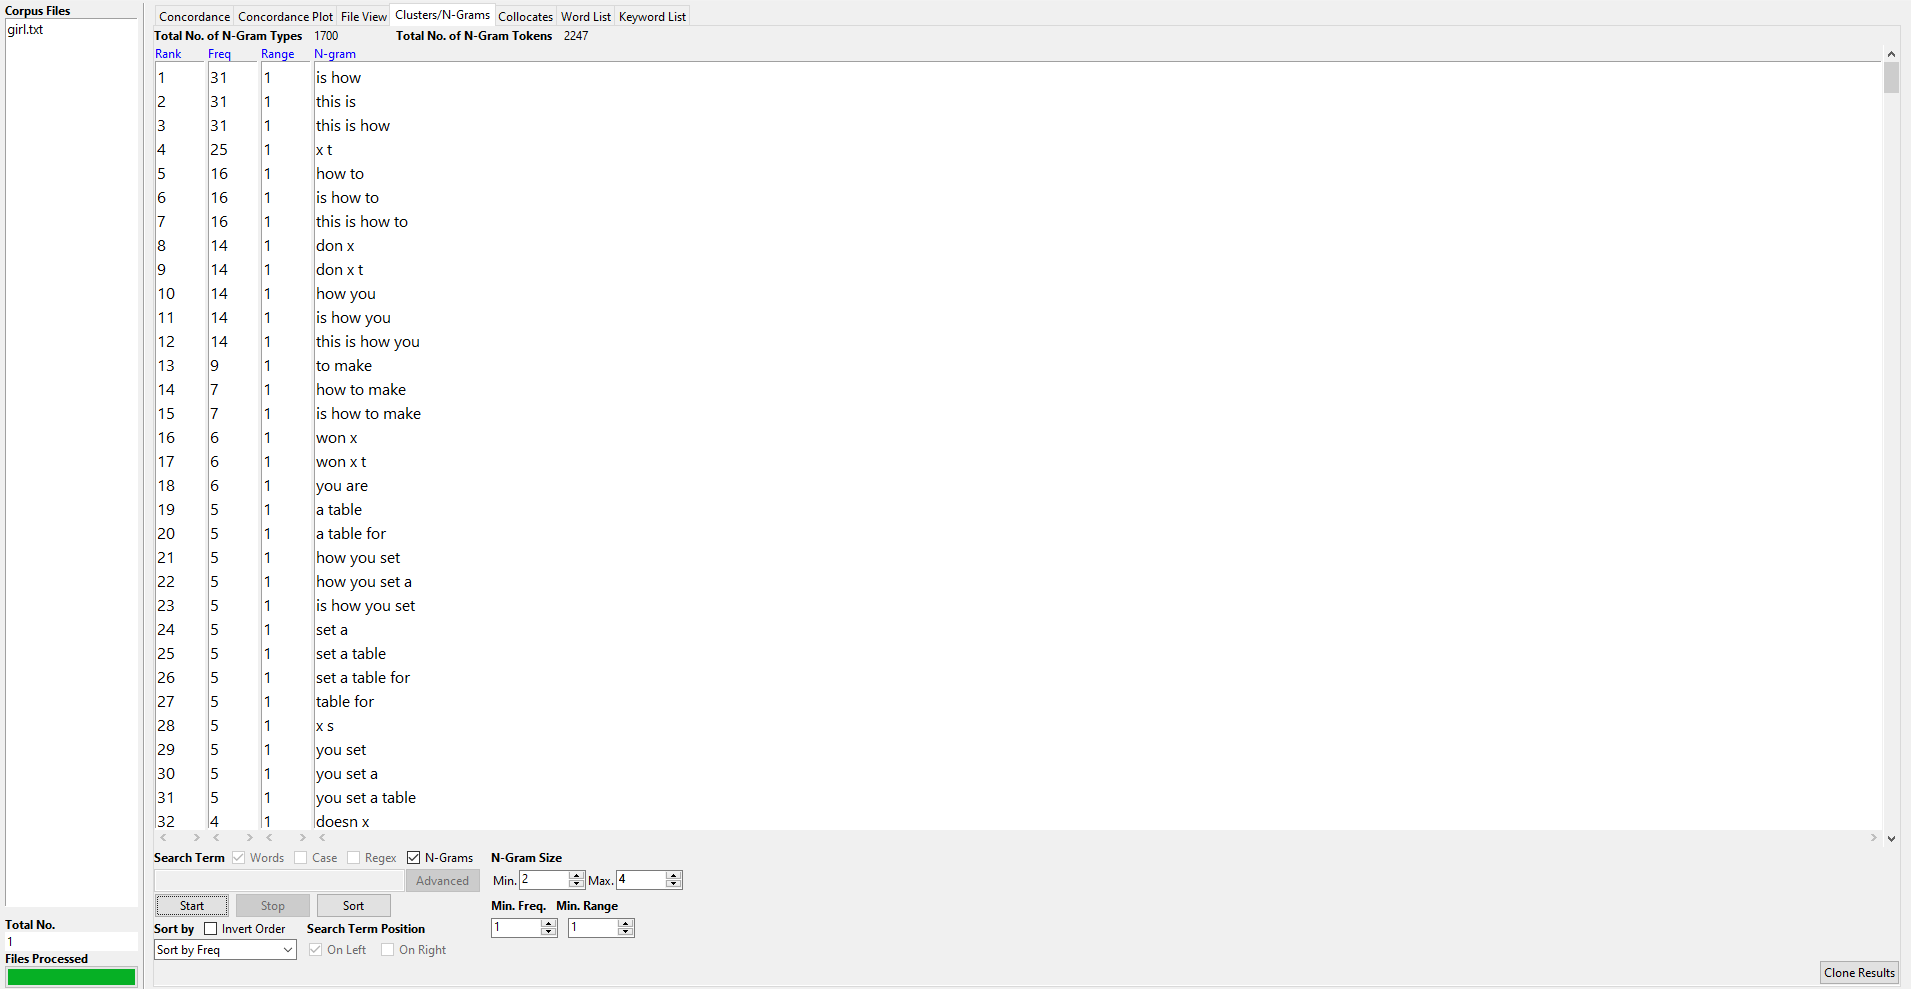 Corpus Files
girl.txt
Total No.
1
Files Processed
Concordance Concordance Plot File View Clusters/N-Grams Collocates Word List Keyword List
Total No. of N-Gram Types 1700 Total No. of N-Gram Tokens 2247
Rank Freq Range N-gram
1 31 1 is how
2 31 1 this is
3 31 1 this is how
4 25 1 x t
5 16 1 how to
6 16 1 is how to
7 16 1 this is how to
8 14 1 don x
9 14 1 don x t
10 14 1 how you
11 14 1 is how you
12 14 1 this is how you
13 9 1 to make
14 7 1 how to make
15 7 1 is how to make
16 6 1 won x
17 6 1 won x t
18 6 1 you are
19 5 1 a table
20 5 1 a table for
21 5 1 how you set
22 5 1 how you set a
23 5 1 is how you set
24 5 1 set a
25 5 1 set a table
26 5 1 set a table for
27 5 1 table for
28 5 1 x s
29 5 1 you set
30 5 1 you set a
31 5 1 you set a table
32 4 1 doesn x
Search Term Words Case Regex N-Grams N-Gram Size
Advanced Min. 2 Max. 4
Start Stop Sort Min. Freq. Min. Range
Sort by Invert Order Search Term Position 1 1
Sort by Freq On Left On Right
Clone Results